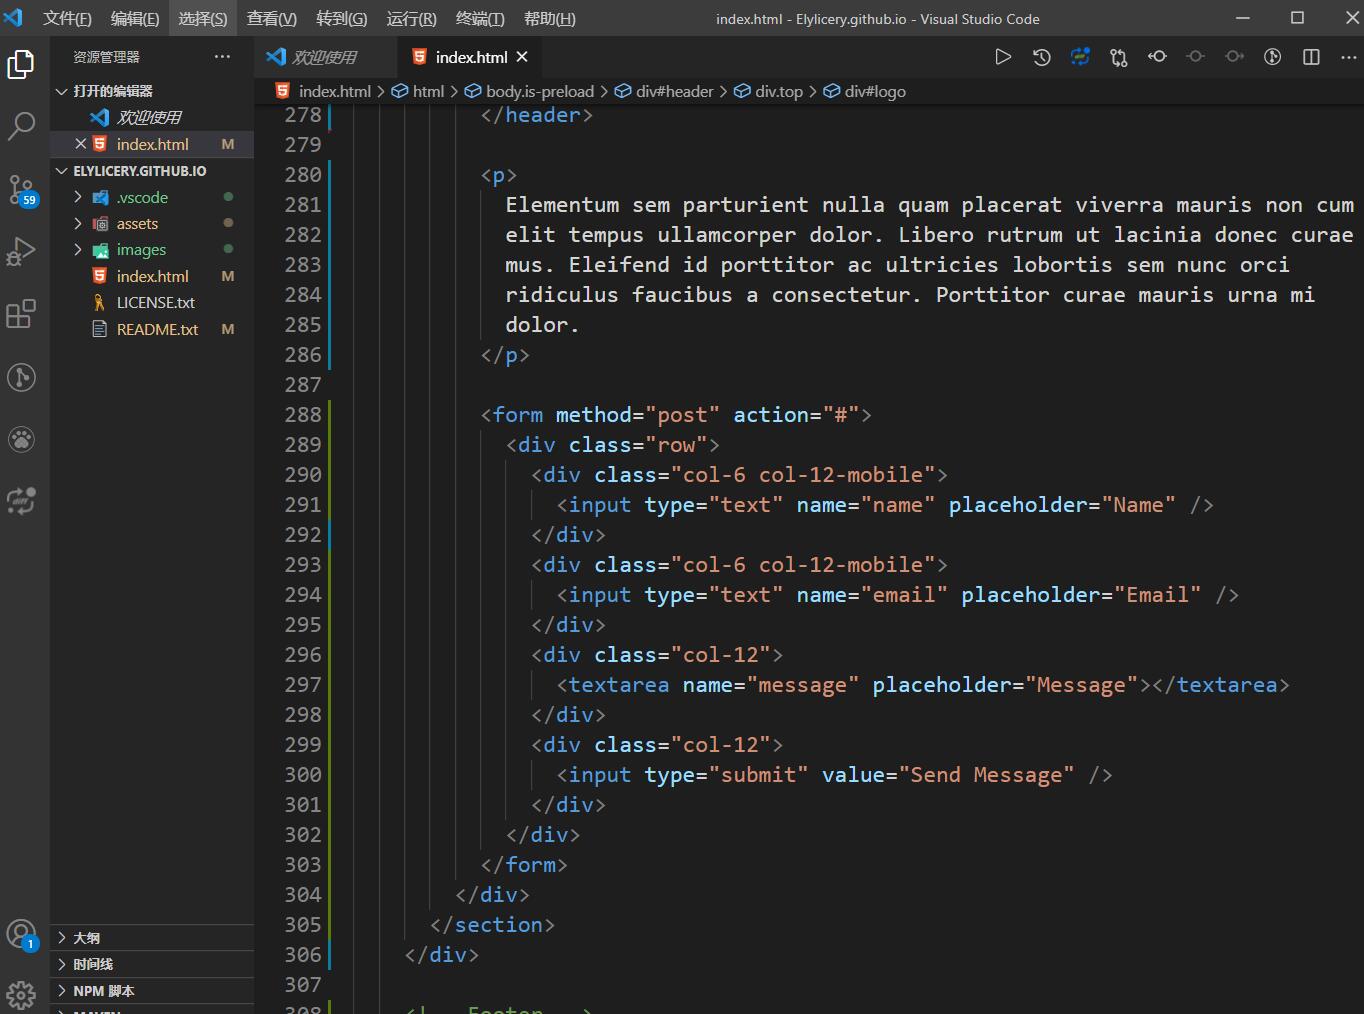 文件(F) 编辑(E) 选择(S) 查看(V) 转到(G) 运行(R) 终端(T) 帮助(H) index.html - Elylicery.github.io - Visual Studio Code
资源管理器 ···
打开的编辑器
欢迎使用
index.html M
ELYLICERY.GITHUB.IO
.vscode
assets
images
index.html M
LICENSE.txt
README.txt M
大纲
时间线
NPM 脚本
MAVEN
59
1
欢迎使用 index.html
index.html > html > body.is-preload > div#header > div.top > div#logo
278 </header>
279
280 <p>
281 Elementum sem parturient nulla quam placerat viverra mauris non cum
282 elit tempus ullamcorper dolor. Libero rutrum ut lacinia donec curae
283 mus. Eleifend id porttitor ac ultricies lobortis sem nunc orci
284 ridiculus faucibus a consectetur. Porttitor curae mauris urna mi
285 dolor.
286 </p>
287
288 <form method="post" action="#">
289 <div class="row">
290 <div class="col-6 col-12-mobile">
291 <input type="text" name="name" placeholder="Name" />
292 </div>
293 <div class="col-6 col-12-mobile">
294 <input type="text" name="email" placeholder="Email" />
295 </div>
296 <div class="col-12">
297 <textarea name="message" placeholder="Message"></textarea>
298 </div>
299 <div class="col-12">
300 <input type="submit" value="Send Message" />
301 </div>
302 </div>
303 </form>
304 </div>
305 </section>
306 </div>
307
308 <!-- Footer -->